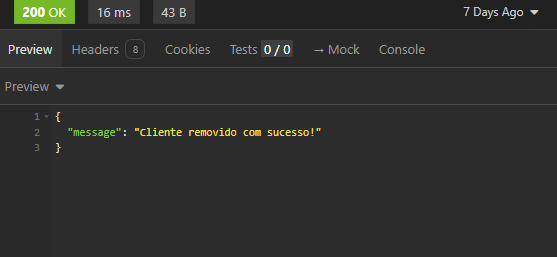 200 OK 16 ms 43 B 7 Days Ago
Preview Headers 8 Cookies Tests 0 / 0 → Mock Console
Preview
1 {
2 "message": "Cliente removido com sucesso!"
3 }